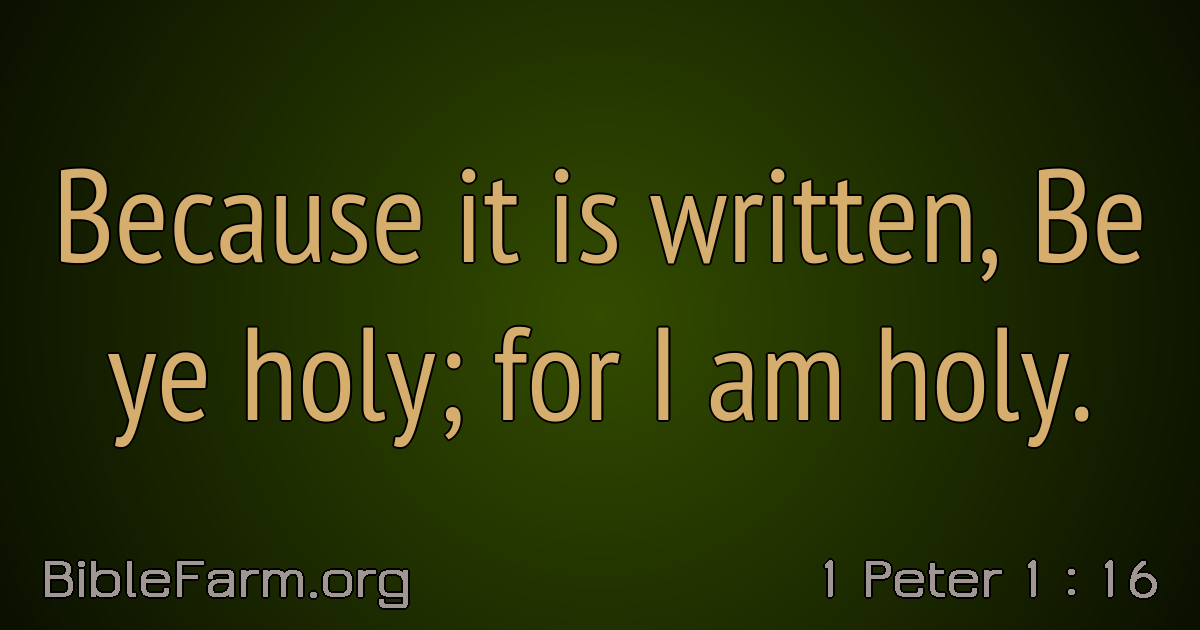 Because it is written, Be
ye holy; for I am holy.
BibleFarm.org
1 Peter 1 : 16